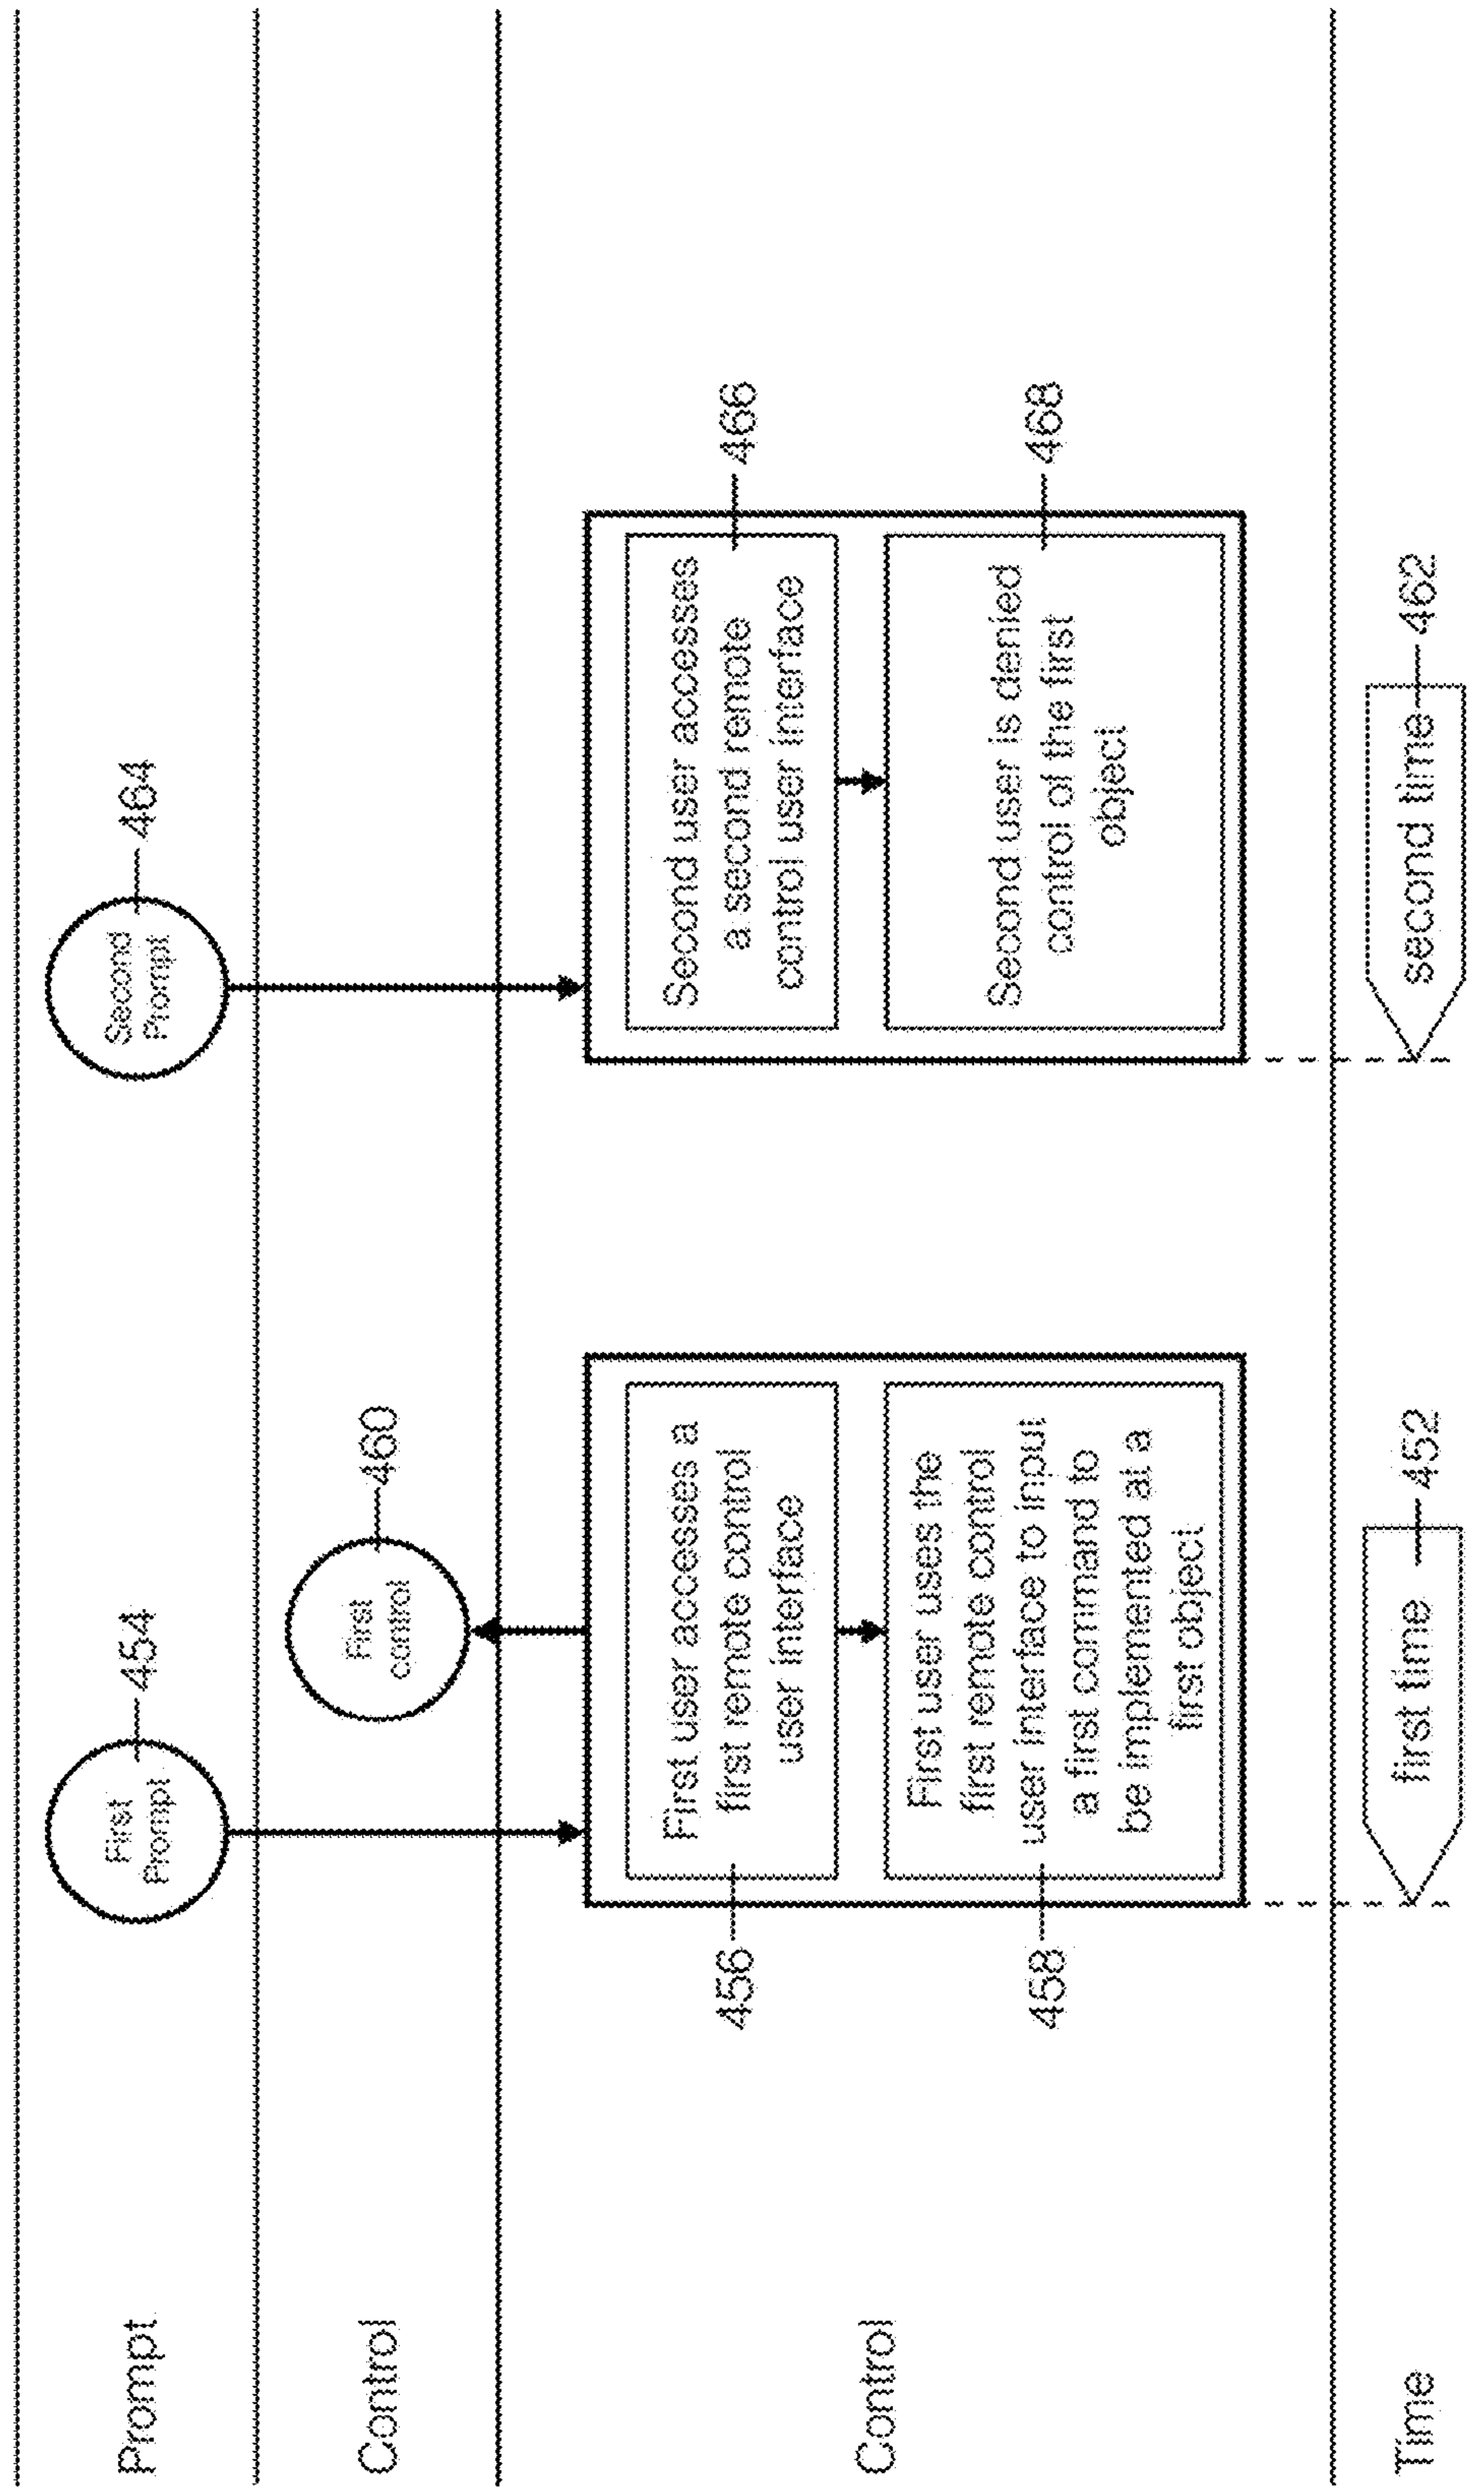 Prompt
First
Prompt
454
Second
Prompt
464
Control
First
control
460
Control
456
First user accesses a
first remote control
user interface
458
First user uses the
first remote control
user interface to input
a first command to
be implemented at a
first object
Second user accesses
a second remote
control user interface
466
Second user is denied
control of the first
object
468
Time
first time
452
second time
462